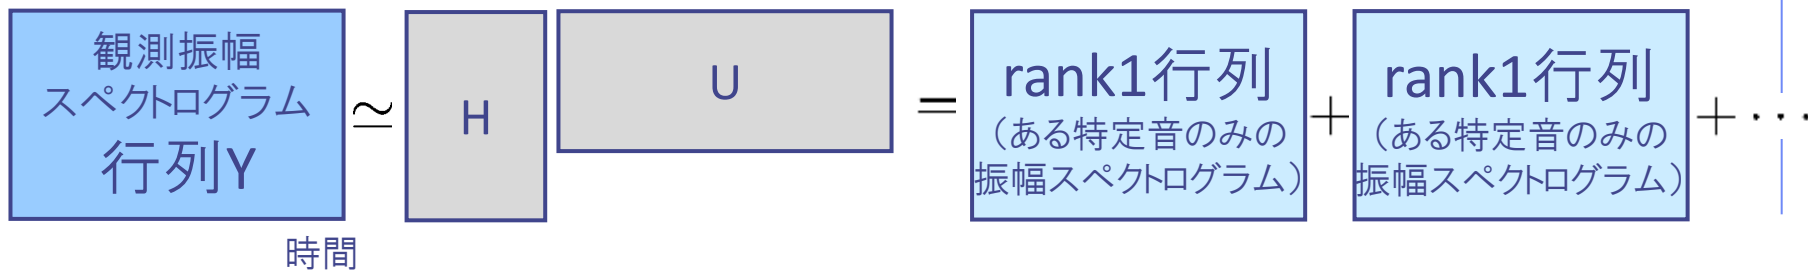 観測振幅
スペクトログラム
行列Y
≃
H
U
=
rank1行列
(ある特定音のみの
振幅スペクトログラム)
+
rank1行列
(ある特定音のみの
振幅スペクトログラム)
+ ・・・
時間